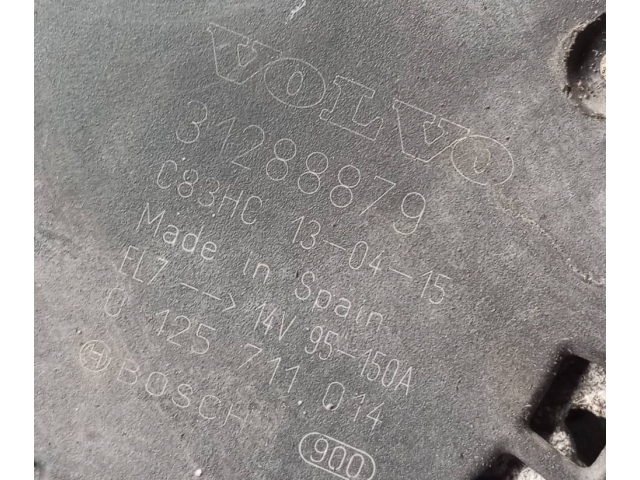 VOLVO
31288879
C83HC 13-04-15
Made in Spain
EL7 --> 14V 95-150A
0 125 711 014
BOSCH
900